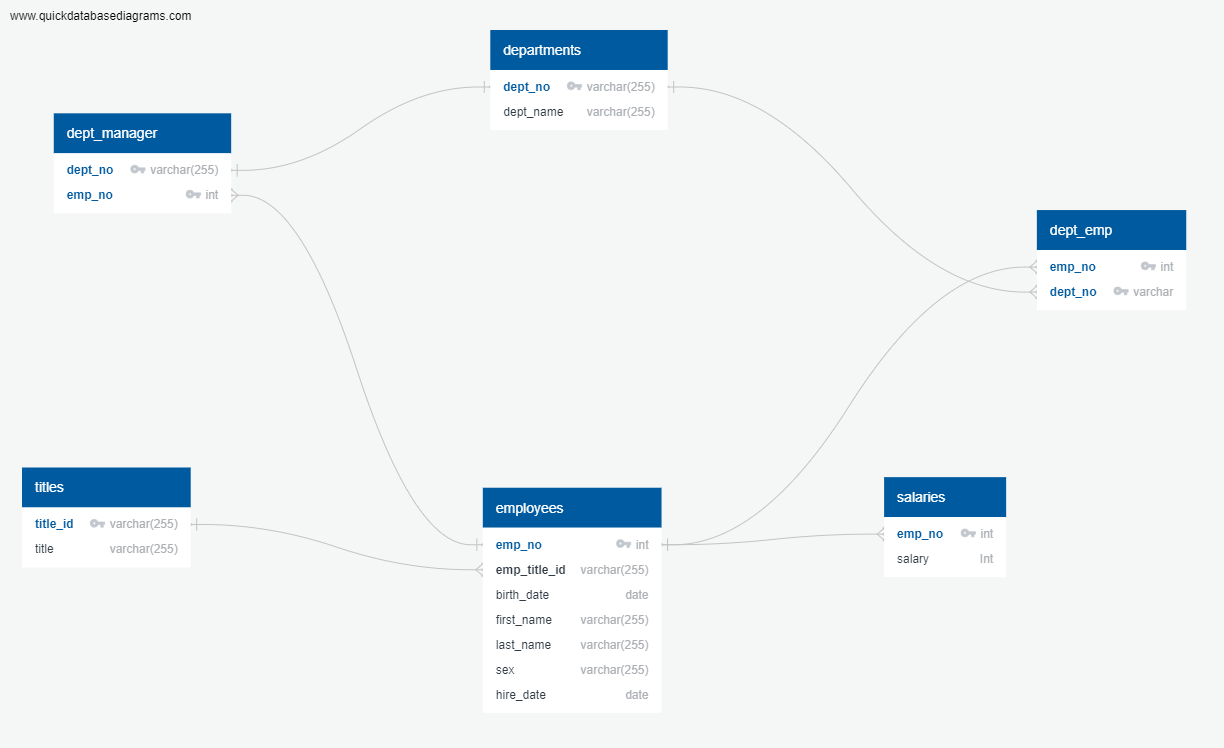 www.quickdatabasediagrams.com
departments
dept_no varchar(255)
dept_name varchar(255)
dept_manager
dept_no varchar(255)
emp_no int
dept_emp
emp_no int
dept_no varchar
titles
title_id varchar(255)
title varchar(255)
employees
emp_no int
emp_title_id varchar(255)
birth_date date
first_name varchar(255)
last_name varchar(255)
sex varchar(255)
hire_date date
salaries
emp_no int
salary Int